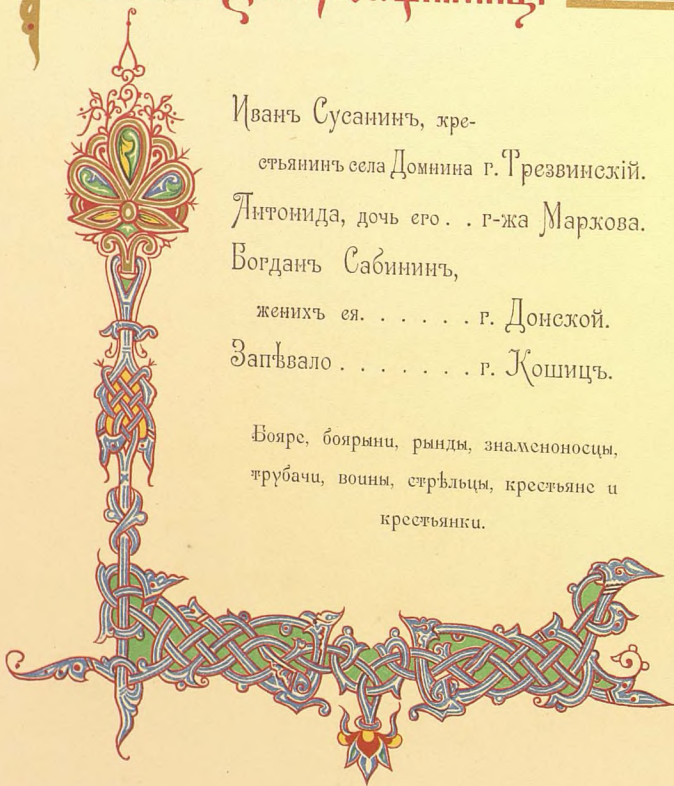 Иванъ Сусанинъ, кре-
стьянинъ села Домнина г. Трезвинскій.
Антонида, дочь его . . г-жа Маркова.
Богданъ Сабининъ,
женихъ ея. . . . . . . г. Донской.
Запѣвало . . . . . . . г. Кошицъ.
Бояре, боярыни, рынды, знаменоносцы,
трубачи, воины, стрѣльцы, крестьяне и
крестьянки.